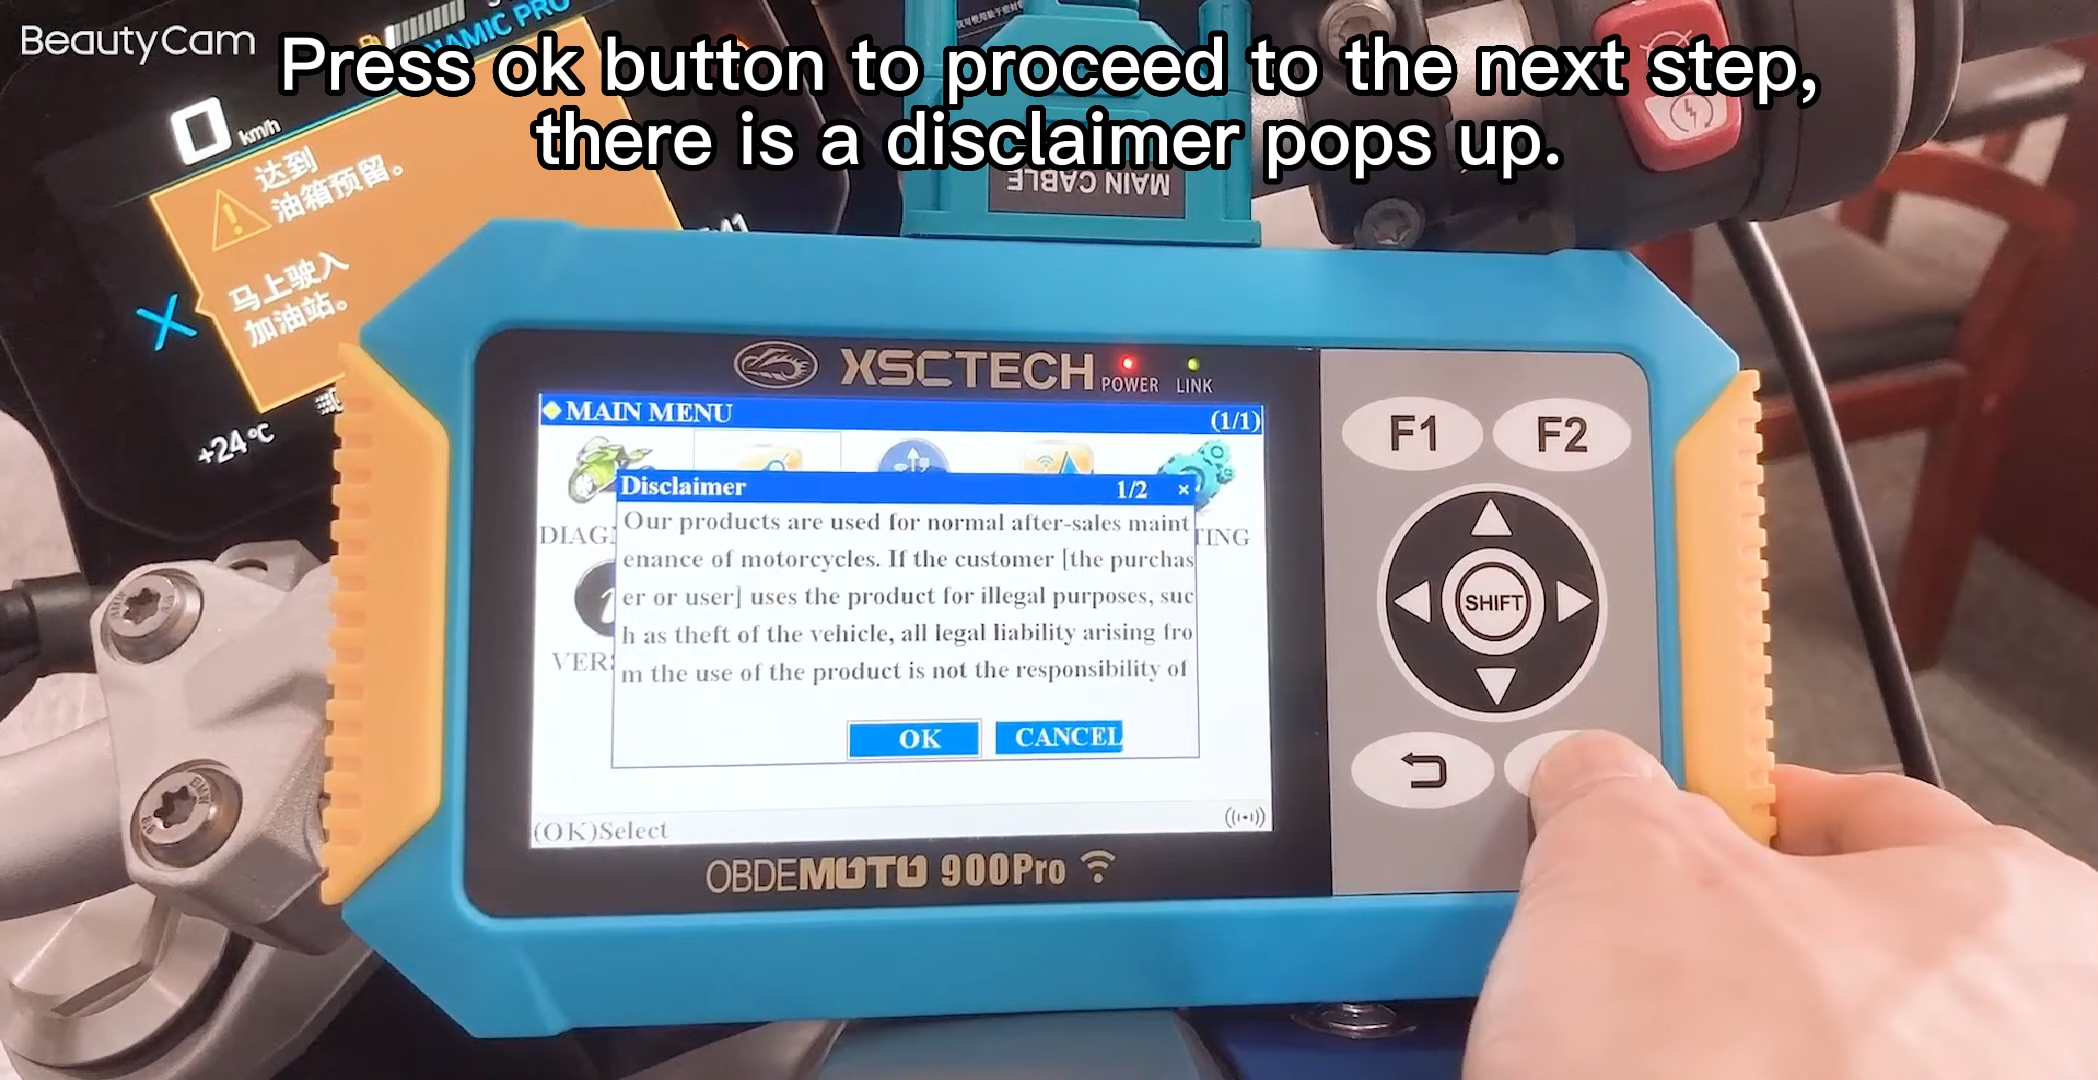 BeautyCam
Press ok button to proceed to the next step,
there is a disclaimer pops up.
DYNAMIC PRO
0 km/h
达到
油箱预留。
马上驶入
加油站。
+24°C
MAIN CABLE
XSCTECH
POWER LINK
MAIN MENU (1/1)
Disclaimer 1/2 ×
Our products are used for normal after-sales maint
enance of motorcycles. If the customer [the purchas
er or user] uses the product for illegal purposes, suc
h as theft of the vehicle, all legal liability arising fro
m the use of the product is not the responsibility of
DIAG
TING
VER
OK CANCEL
(OK)Select
OBDEMOTO 900Pro
F1 F2
SHIFT
BMW